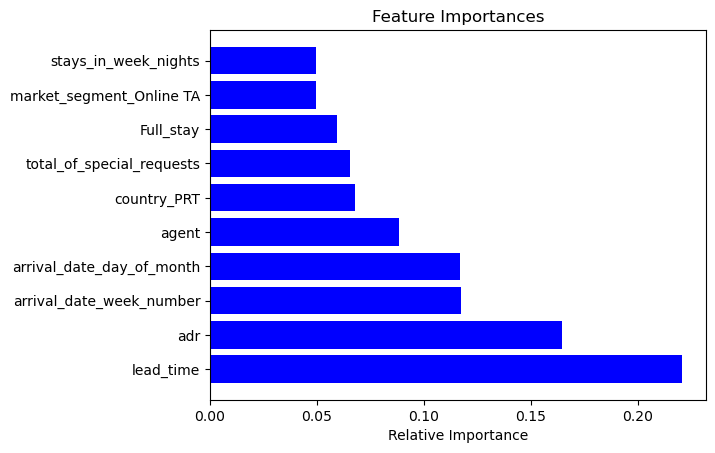 Feature Importances
stays_in_week_nights
market_segment_Online TA
Full_stay
total_of_special_requests
country_PRT
agent
arrival_date_day_of_month
arrival_date_week_number
adr
lead_time
0.00 0.05 0.10 0.15 0.20
Relative Importance